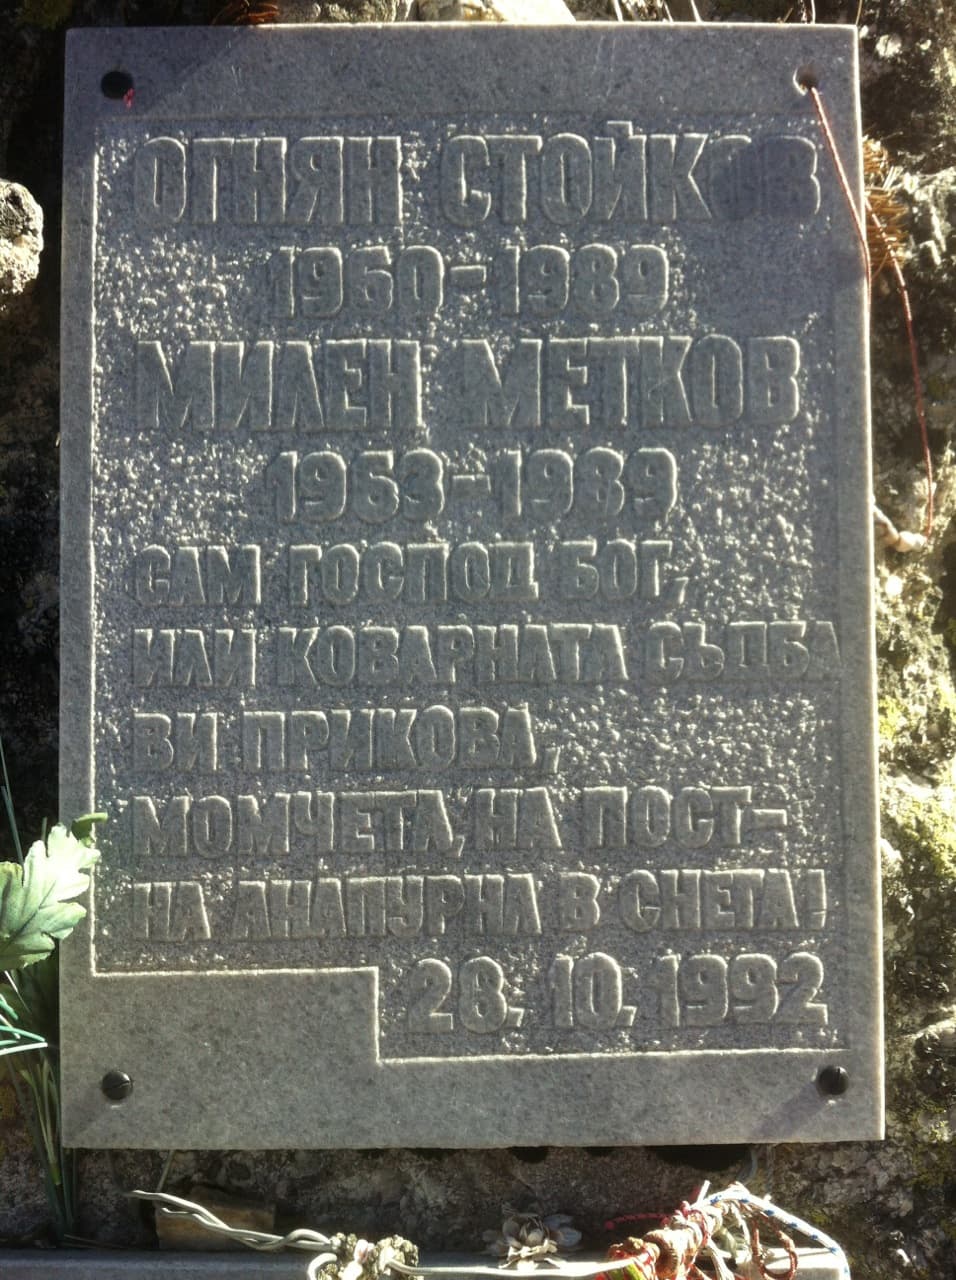 ОГНЯН СТОЙКОВ
1960-1989
МИЛЕН МЕТКОВ
1963-1989
САМ ГОСПОД БОГ,
ИЛИ КОВАРНАТА СЪДБА
ВИ ПРИКОВА,
МОМЧЕТА, НА ПОСТ-
НА АНАПУРНА В СНЕГА!
28.10.1992